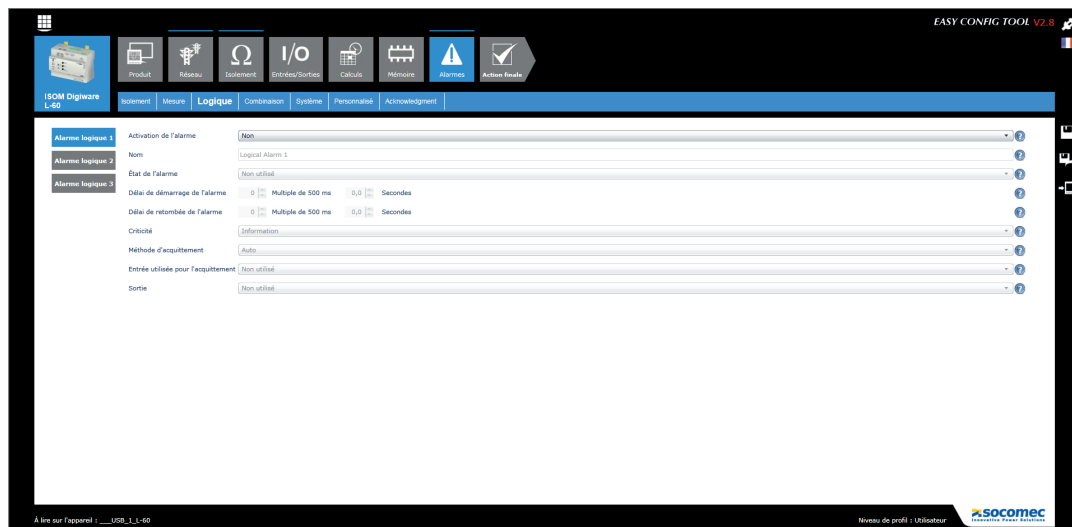 EASY CONFIG TOOL V2.8
Produit
Réseau
Isolement
I/O
Entrées/Sorties
Calculs
Mémoire
Alarmes
Action finale
ISOM Digiware
L-60
Isolement
Mesure
Logique
Combinaison
Système
Personnalisé
Acknowledgment
Alarme logique 1
Alarme logique 2
Alarme logique 3
Activation de l'alarme Non ?
Nom Logical Alarm 1 ?
État de l'alarme Non utilisé ?
Délai de démarrage de l'alarme 0 Multiple de 500 ms 0,0 Secondes ?
Délai de retombée de l'alarme 0 Multiple de 500 ms 0,0 Secondes ?
Criticité Information ?
Méthode d'acquittement Auto ?
Entrée utilisée pour l'acquittement Non utilisé ?
Sortie Non utilisé ?
À lire sur l'appareil : ___USB_1_L-60
Niveau de profil : Utilisateur
socomec
Innovative Power Solutions